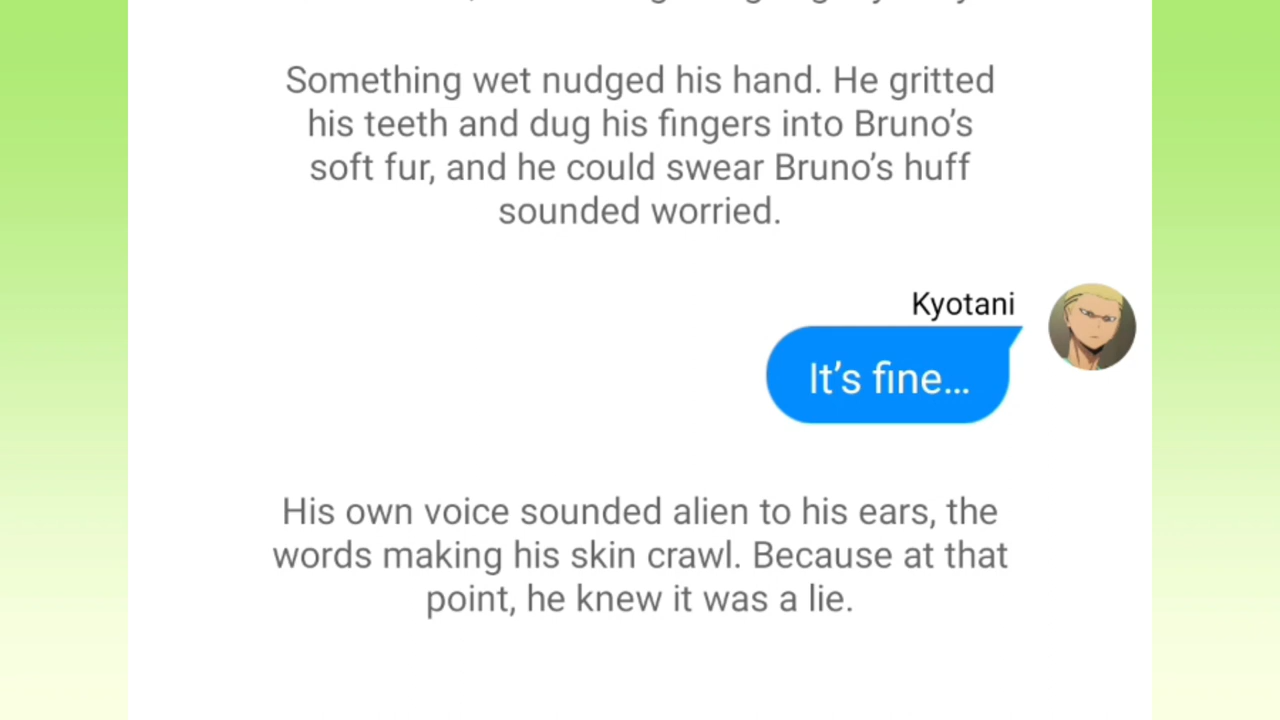 Something wet nudged his hand. He gritted
his teeth and dug his fingers into Bruno’s
soft fur, and he could swear Bruno’s huff
sounded worried.
Kyotani
It’s fine…
His own voice sounded alien to his ears, the
words making his skin crawl. Because at that
point, he knew it was a lie.